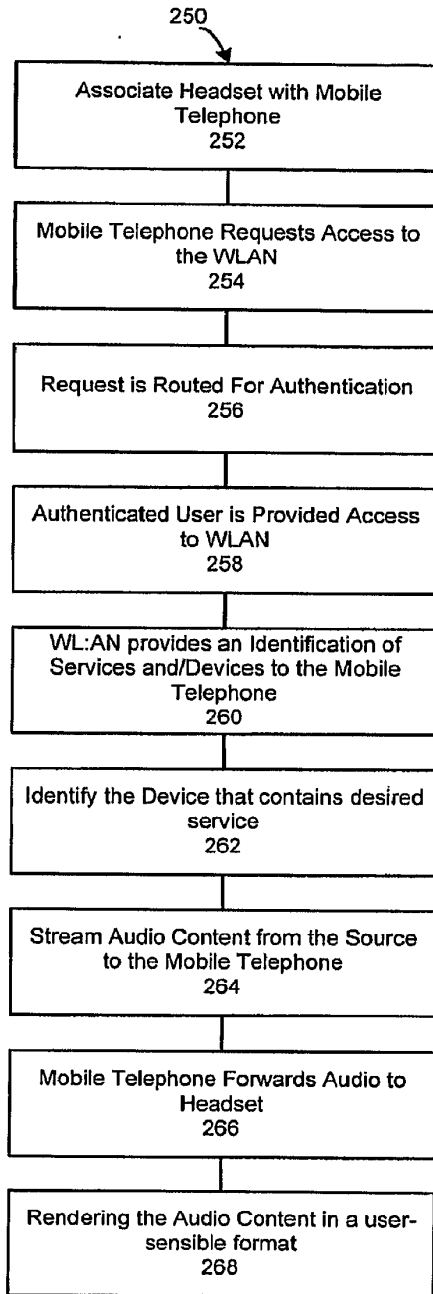 250
Associate Headset with Mobile
Telephone
252
Mobile Telephone Requests Access to
the WLAN
254
Request is Routed For Authentication
256
Authenticated User is Provided Access
to WLAN
258
WL:AN provides an Identification of
Services and/Devices to the Mobile
Telephone
260
Identify the Device that contains desired
service
262
Stream Audio Content from the Source
to the Mobile Telephone
264
Mobile Telephone Forwards Audio to
Headset
266
Rendering the Audio Content in a user-
sensible format
268